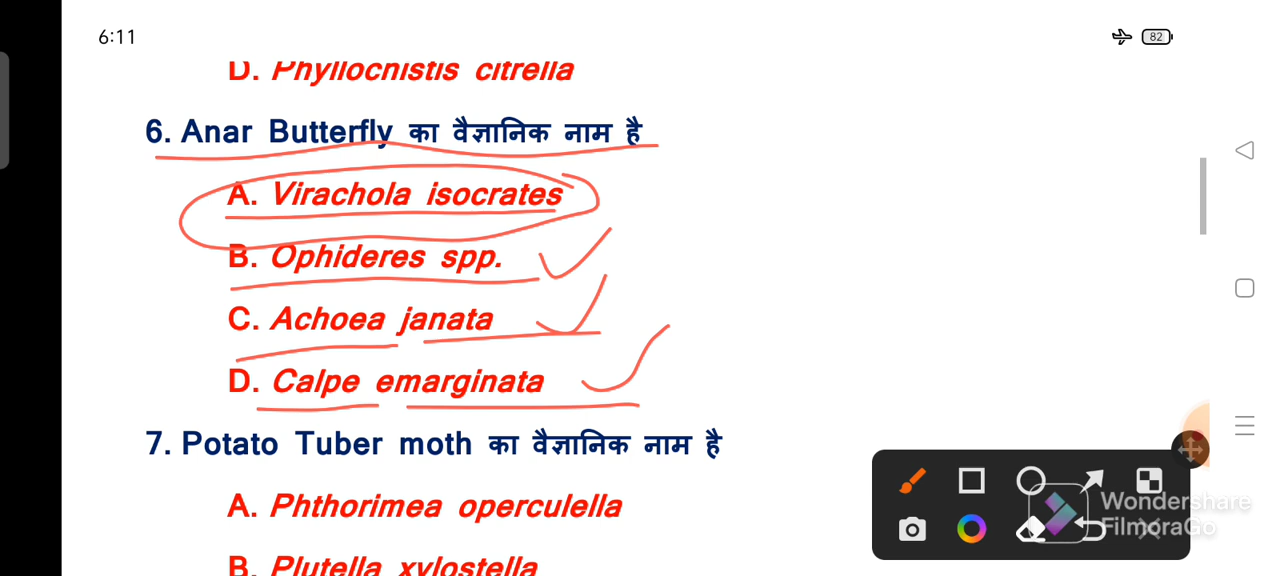 6:11
82
D. Phyllocnistis citrella
6. Anar Butterfly का वैज्ञानिक नाम है
A. Virachola isocrates
B. Ophideres spp.
C. Achoea janata
D. Calpe emarginata
7. Potato Tuber moth का वैज्ञानिक नाम है
A. Phthorimea operculella
B. Plutella xylostella
Wondershare
FilmoraGo